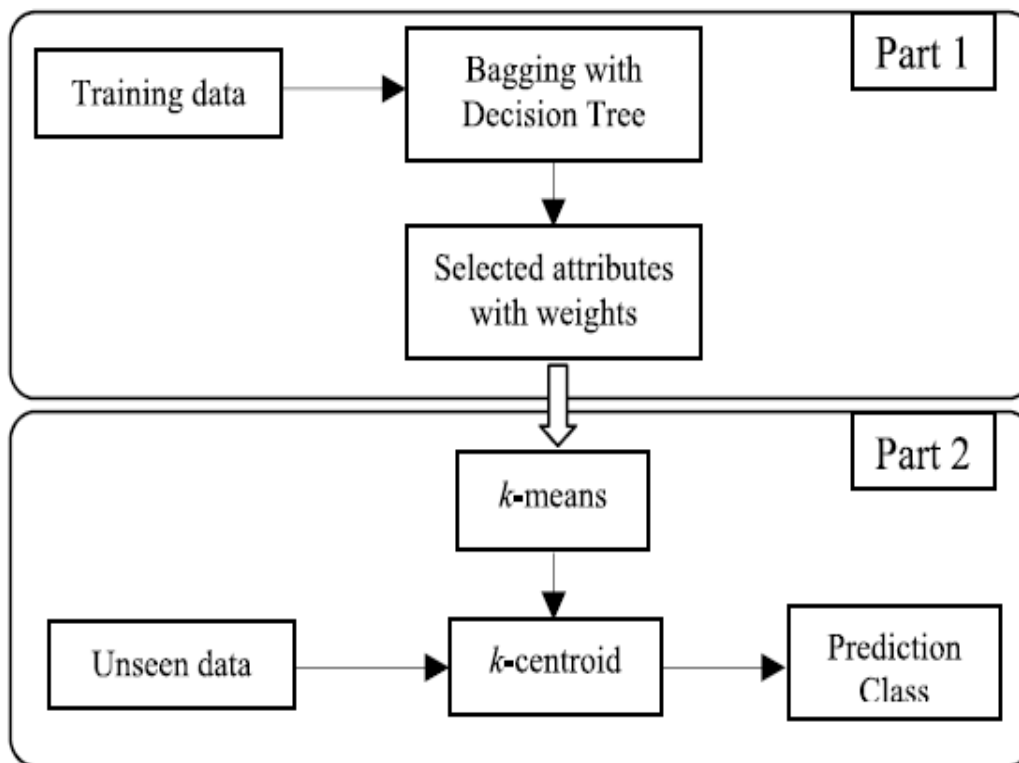 Part 1
Training data
Bagging with
Decision Tree
Selected attributes
with weights
Part 2
k-means
Unseen data
k-centroid
Prediction
Class